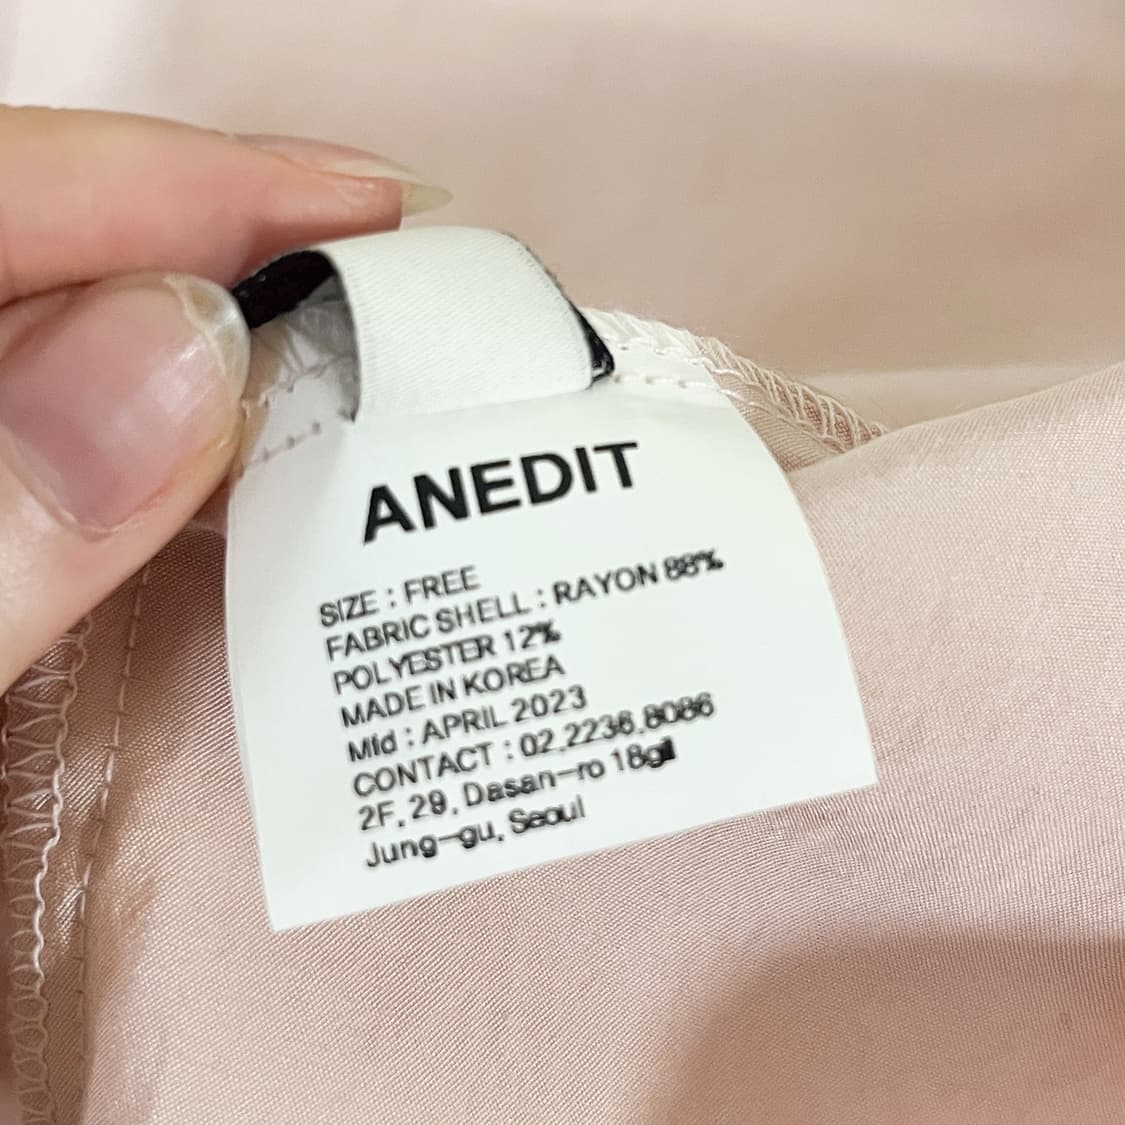 ANEDIT
SIZE : FREE
FABRIC SHELL : RAYON 88%
POLYESTER 12%
MADE IN KOREA
Mid : APRIL 2023
CONTACT : 02.2236.8086
2F, 29, Dasan-ro 18gil
Jung-gu, Seoul